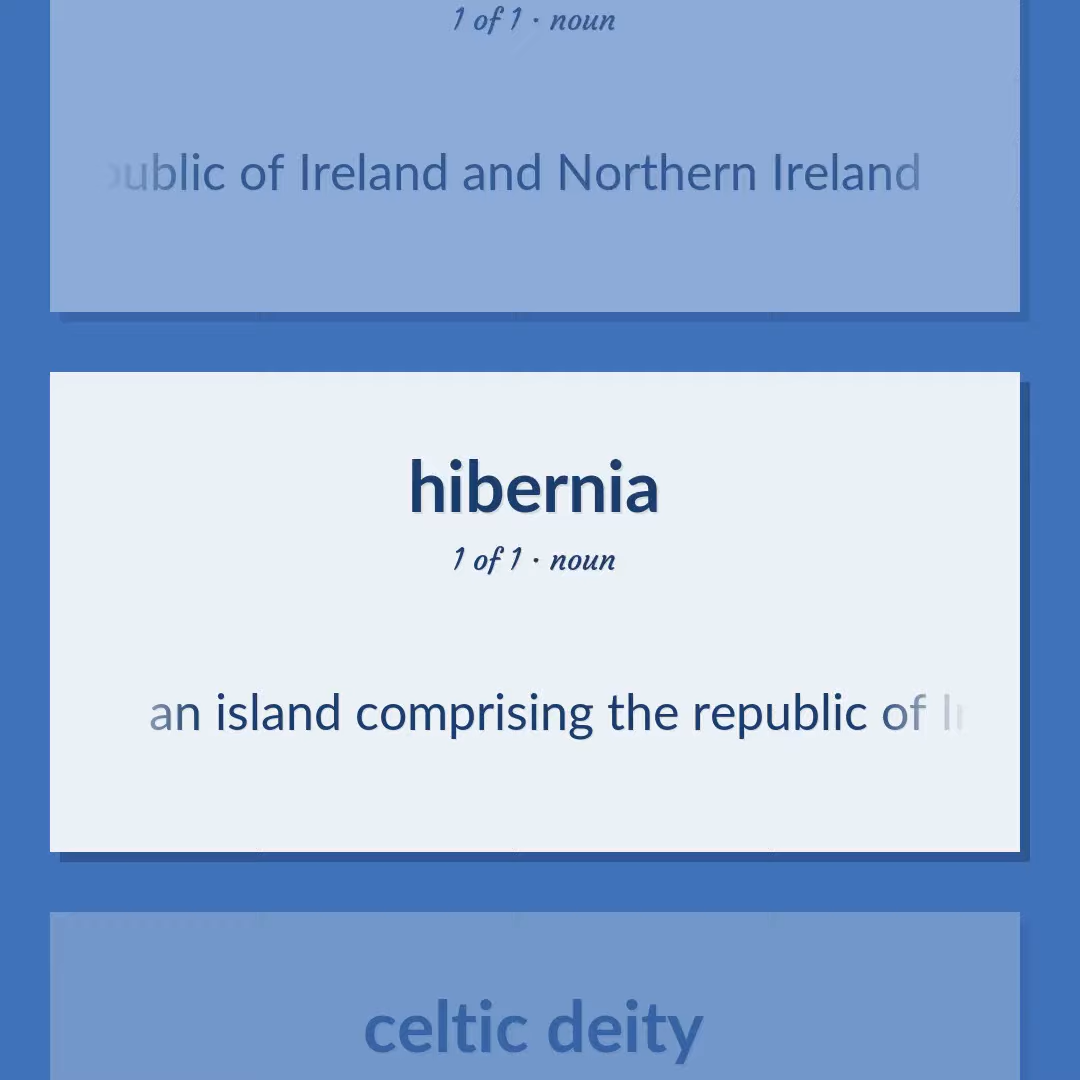 1 of 1 · noun
of Ireland and Northern Ireland
hibernia
1 of 1 · noun
an island comprising the republic of
celtic deity